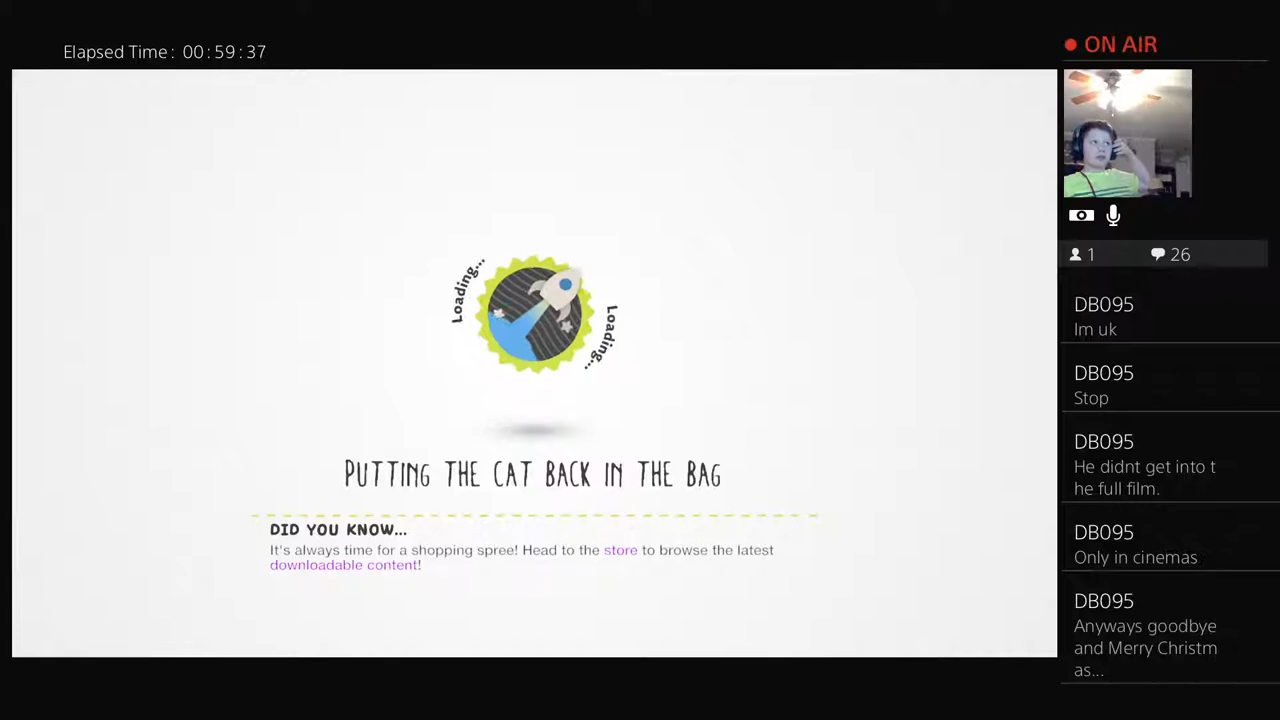 Elapsed Time: 00:59:37
ON AIR
Loading...
Loading...
PUTTING THE CAT BACK IN THE BAG
DID YOU KNOW...
It's always time for a shopping spree! Head to the store to browse the latest
downloadable content!
1
26
DB095
Im uk
DB095
Stop
DB095
He didnt get into t
he full film.
DB095
Only in cinemas
DB095
Anyways goodbye
and Merry Christm
as...